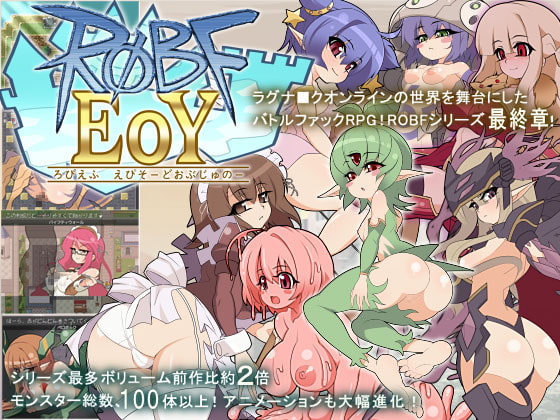 ROBF
EoY
ろびえふ えぴそーどおぶじゅのー
ラグナ■クオンラインの世界を舞台にした
バトルファックRPG!ROBFシリーズ最終章!
シリーズ最多ボリューム前作比約2倍
モンスター総数100体以上!アニメーションも大幅進化!